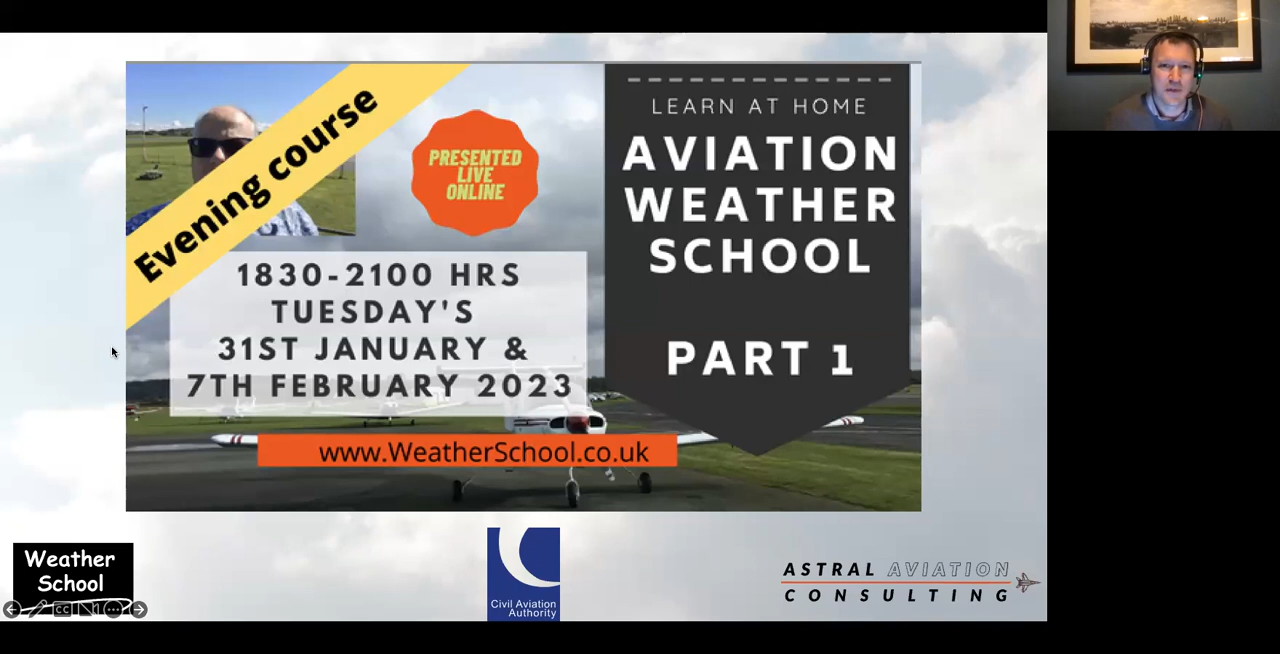 Evening course
PRESENTED
LIVE
ONLINE
LEARN AT HOME
AVIATION
WEATHER
SCHOOL
PART 1
1830-2100 HRS
TUESDAY'S
31ST JANUARY &
7TH FEBRUARY 2023
www.WeatherSchool.co.uk
Weather
School
CC
Civil Aviation
Authority
ASTRAL AVIATION
CONSULTING